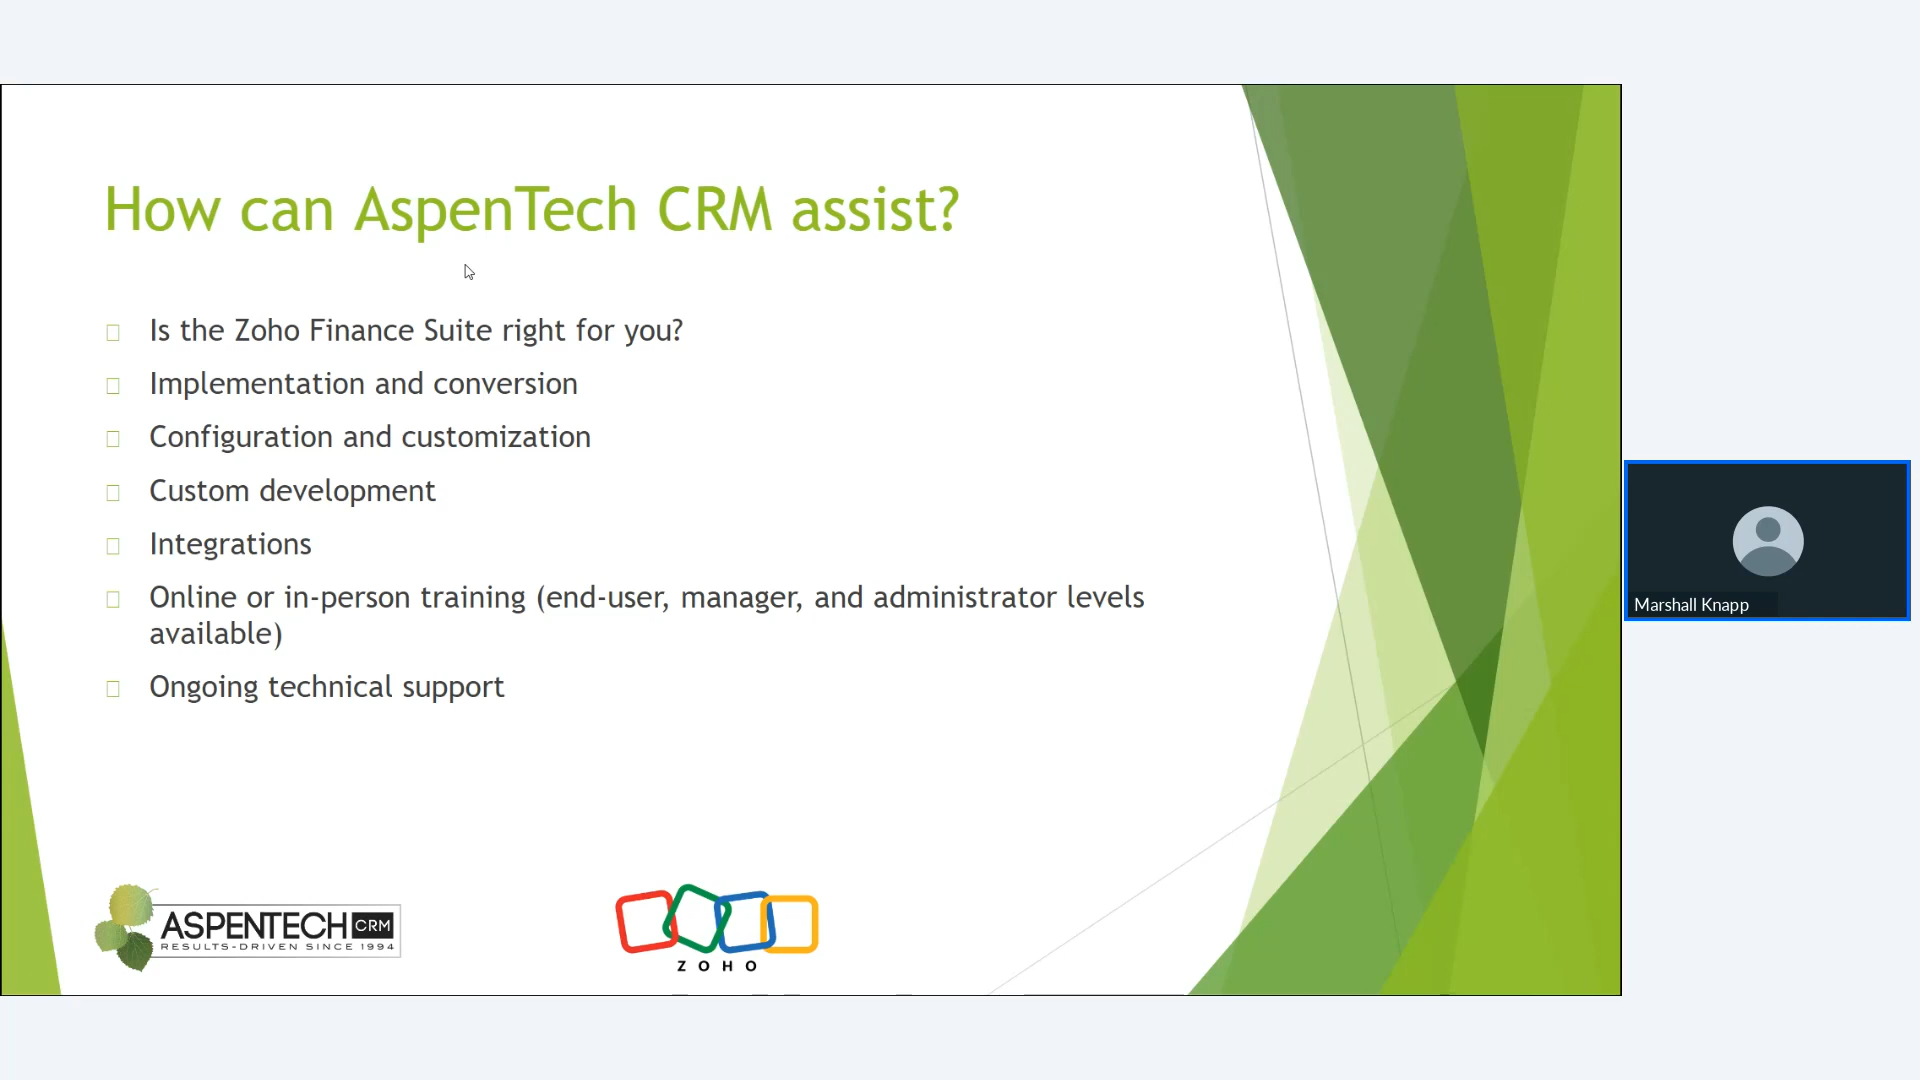 How can AspenTech CRM assist?
Is the Zoho Finance Suite right for you?
Implementation and conversion
Configuration and customization
Custom development
Integrations
Online or in-person training (end-user, manager, and administrator levels
available)
Ongoing technical support
Marshall Knapp
ASPENTECH CRM
RESULTS-DRIVEN SINCE 1994
ZOHO